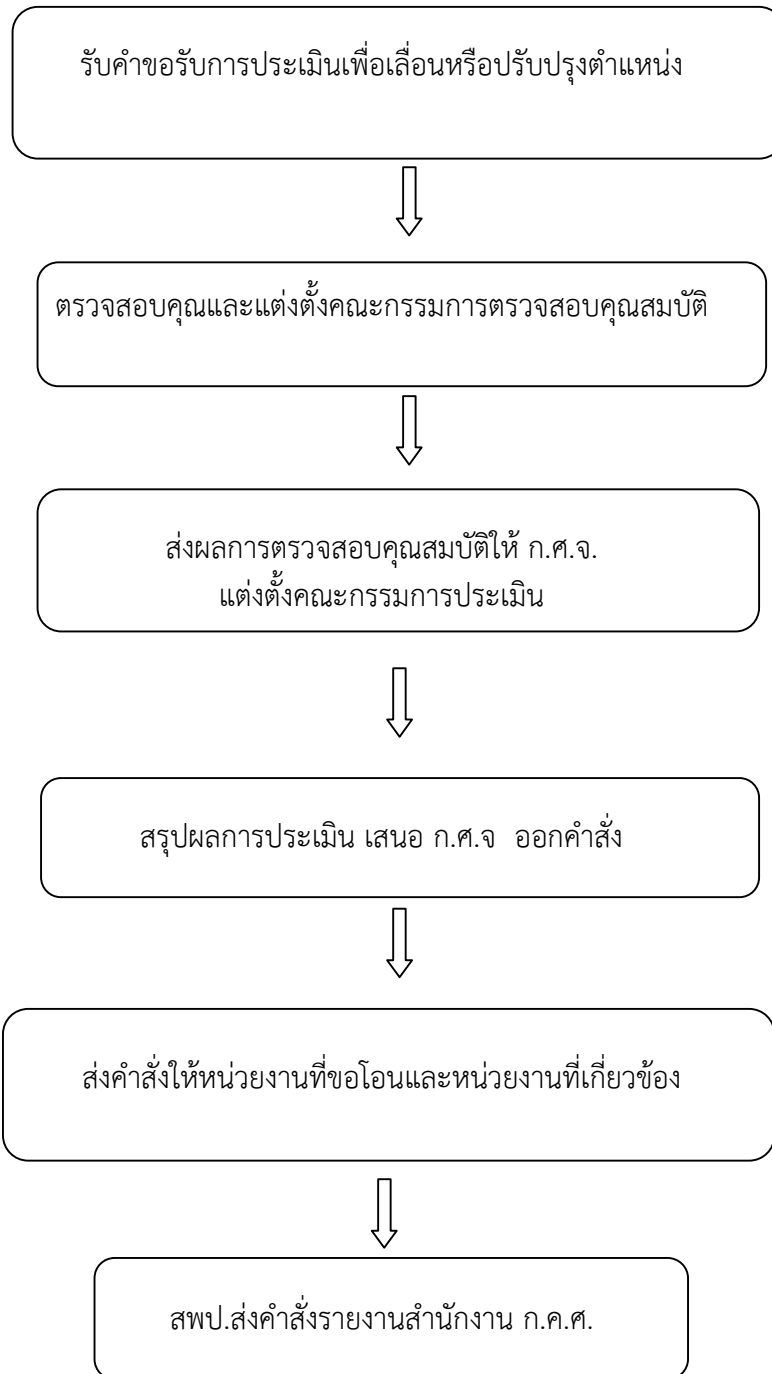 รับคำขอรับการประเมินเพื่อเลื่อนหรือปรับปรุงตำแหน่ง
ตรวจสอบคุณและแต่งตั้งคณะกรรมการตรวจสอบคุณสมบัติ
ส่งผลการตรวจสอบคุณสมบัติให้ ก.ศ.จ.
แต่งตั้งคณะกรรมการประเมิน
สรุปผลการประเมิน เสนอ ก.ศ.จ  ออกคำสั่ง
ส่งคำสั่งให้หน่วยงานที่ขอโอนและหน่วยงานที่เกี่ยวข้อง
สพป.ส่งคำสั่งรายงานสำนักงาน ก.ค.ศ.